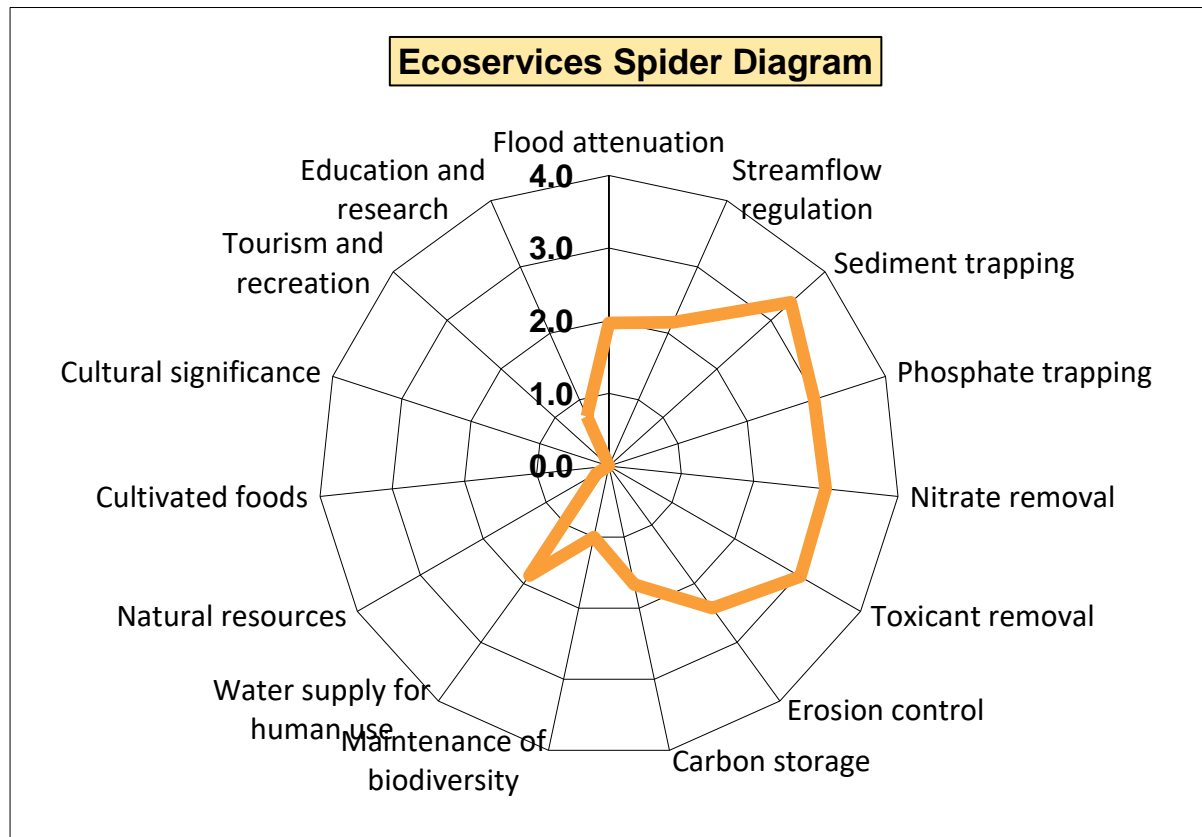 Ecoservices Spider Diagram
Flood attenuation
Streamflow
regulation
Sediment trapping
Phosphate trapping
Nitrate removal
Toxicant removal
Erosion control
Carbon storage
Maintenance of
biodiversity
Water supply for
human use
Natural resources
Cultivated foods
Cultural significance
Tourism and
recreation
Education and
research
4.0
3.0
2.0
1.0
0.0